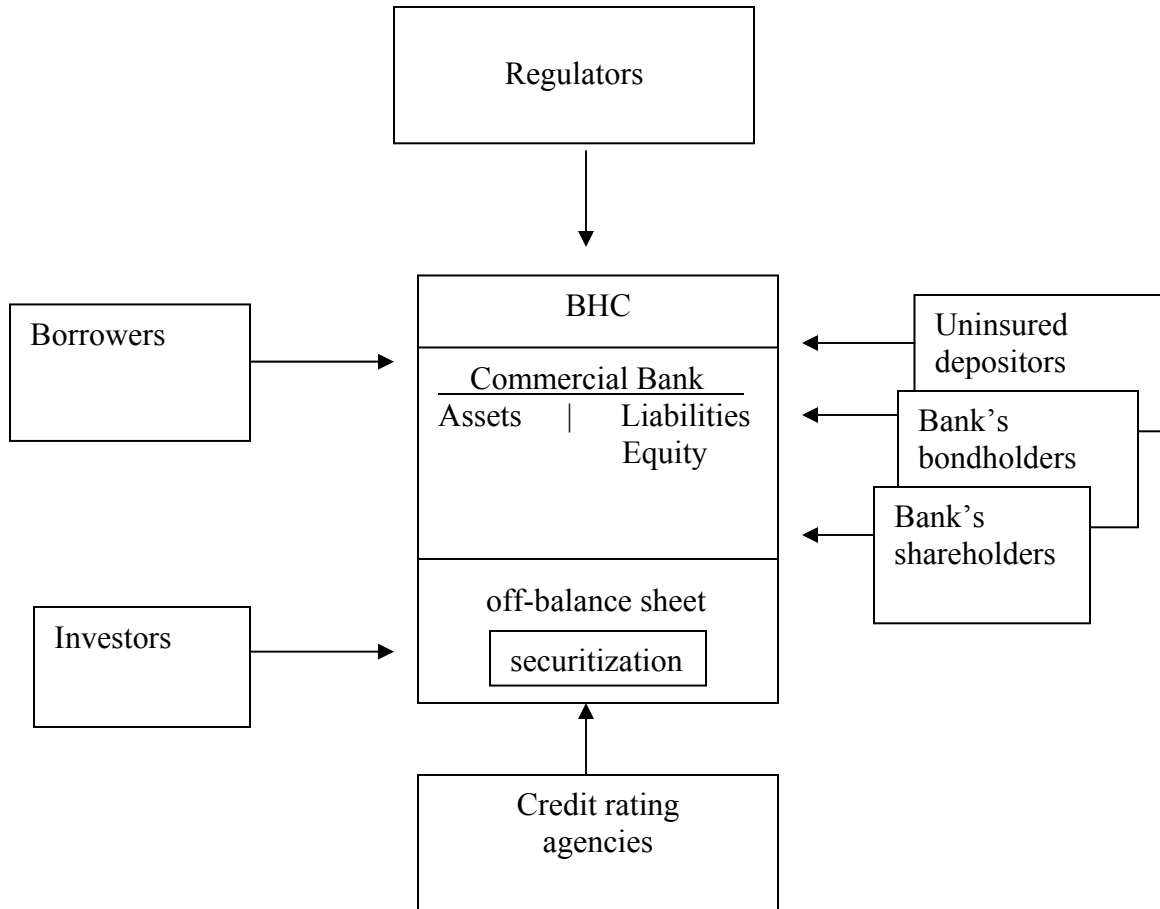 Regulators
BHC
Borrowers
Uninsured
depositors
Commercial Bank
Assets | Liabilities
Equity
Bank’s
bondholders
Bank’s
shareholders
off-balance sheet
securitization
Investors
Credit rating
agencies